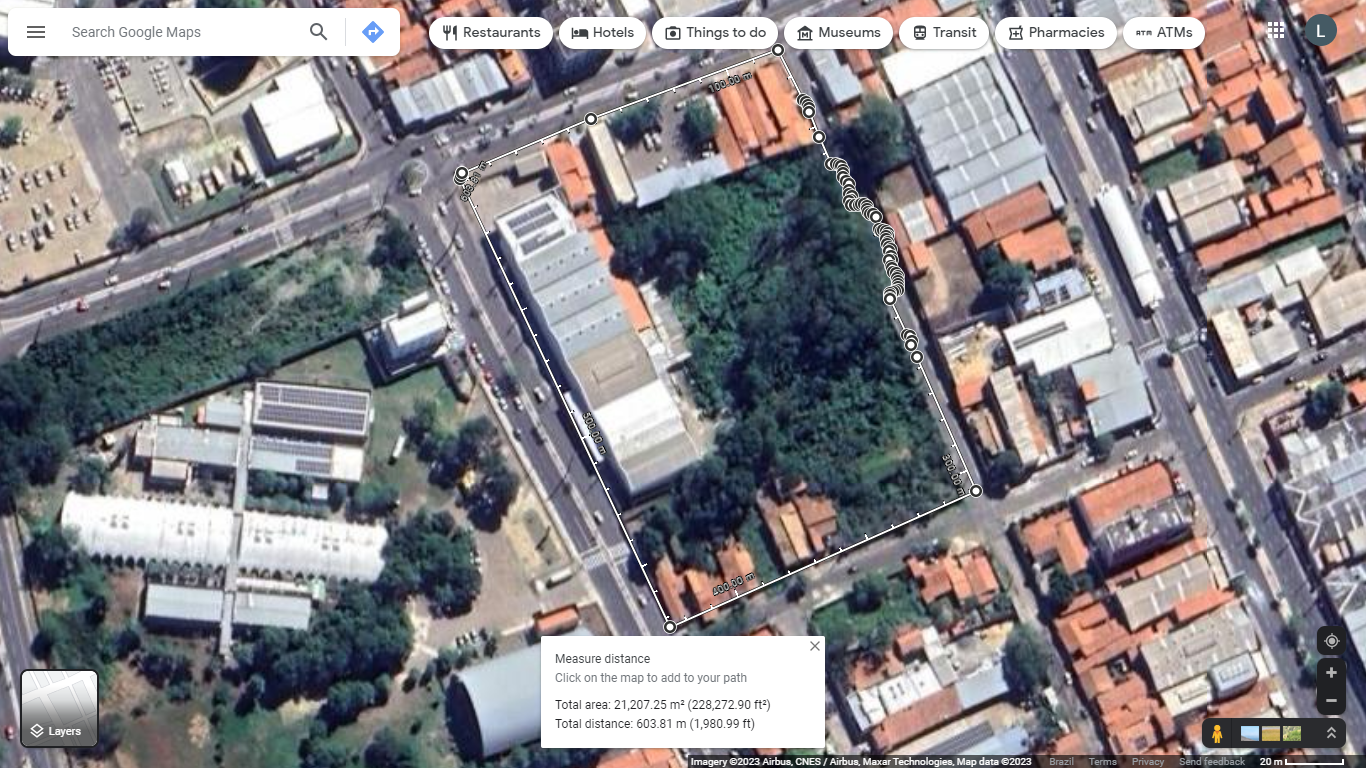 Search Google Maps
Restaurants
Hotels
Things to do
Museums
Transit
Pharmacies
ATM ATMs
L
100.00 m
603.81 m
300.00 m
500.00 m
400.00 m
Measure distance
Click on the map to add to your path
Total area: 21,207.25 m² (228,272.90 ft²)
Total distance: 603.81 m (1,980.99 ft)
Layers
Imagery ©2023 Airbus, CNES / Airbus, Maxar Technologies, Map data ©2023 Brazil Terms Privacy Send feedback 20 m